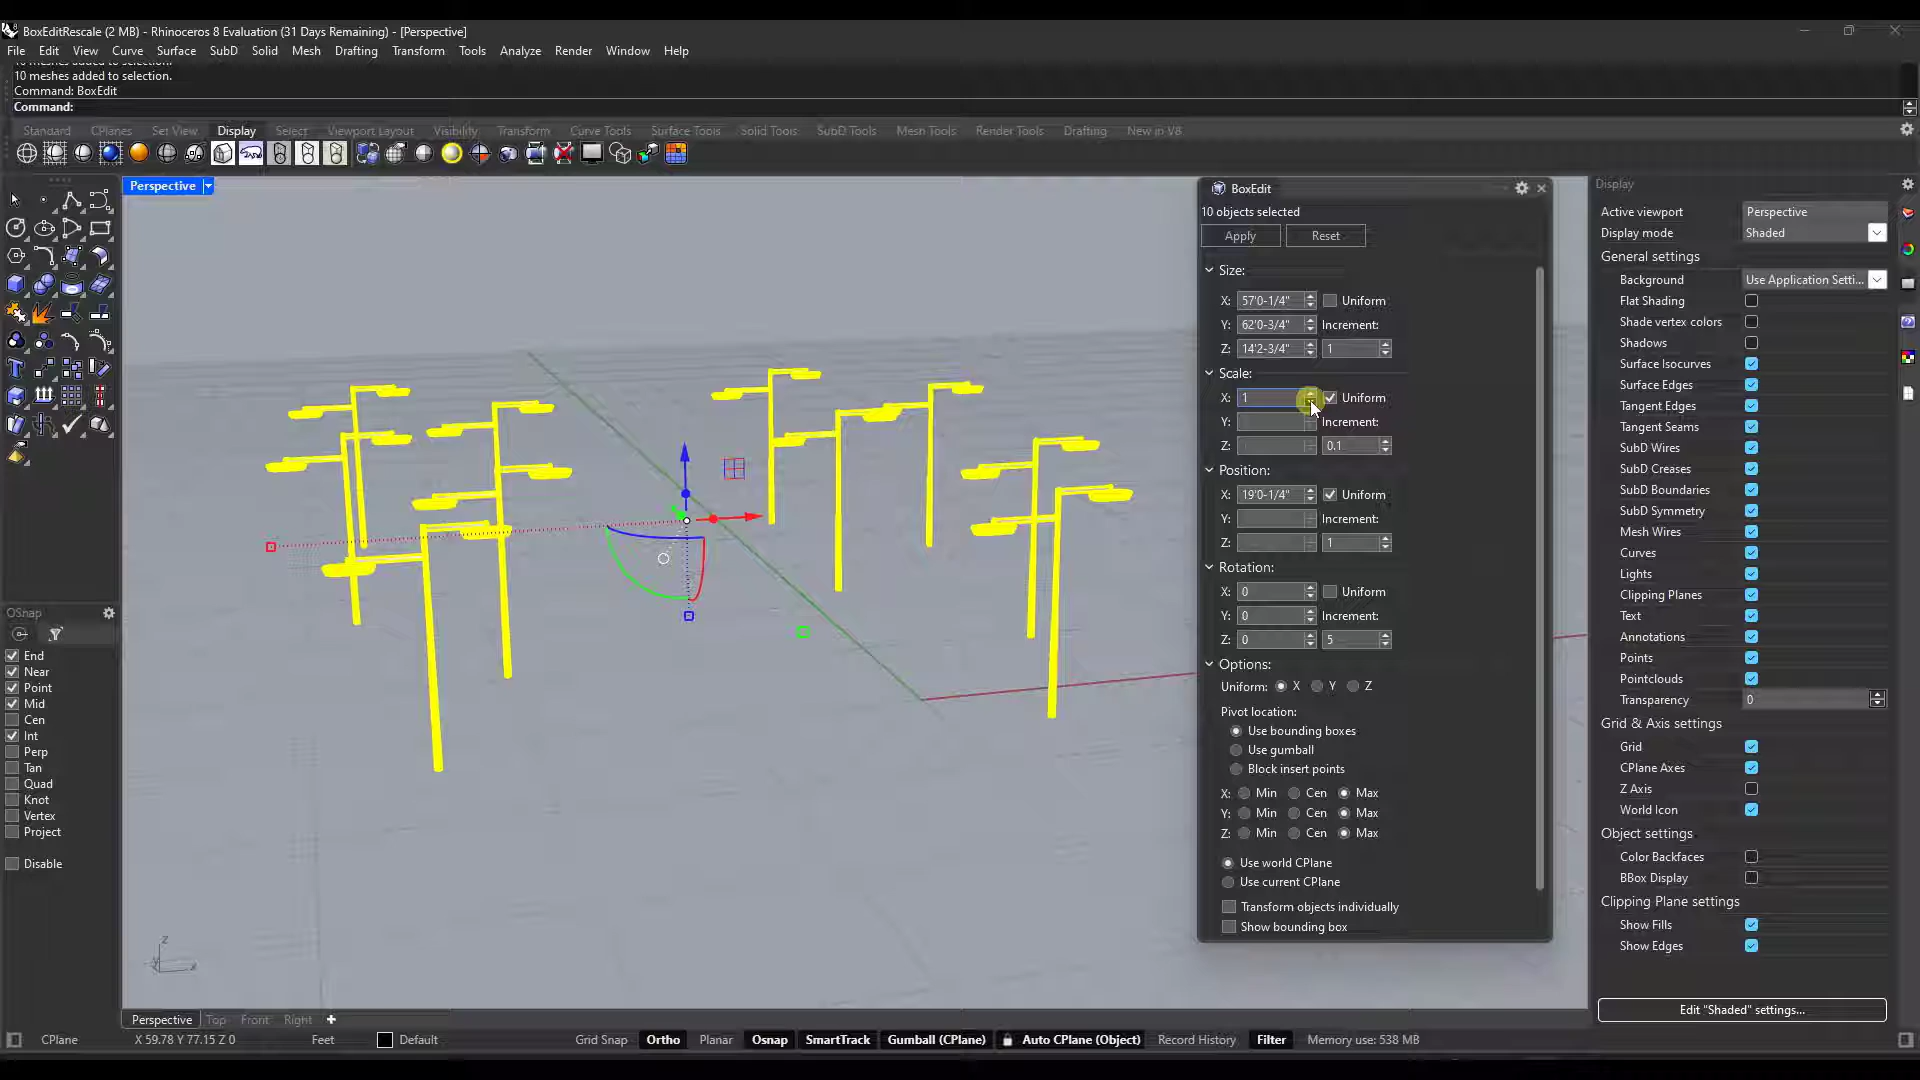 BoxEditRescale (2 MB) - Rhinoceros 8 Evaluation (31 Days Remaining) - [Perspective]
File Edit View Curve Surface SubD Solid Mesh Drafting Transform Tools Analyze Render Window Help
10 meshes added to selection.
10 meshes added to selection.
Command: BoxEdit
Command:
Standard CPlanes Set View Display Select Viewport Layout Visibility Transform Curve Tools Surface Tools Solid Tools SubD Tools Mesh Tools Render Tools Drafting New in V8
Perspective
OSnap
End
Near
Point
Mid
Cen
Int
Perp
Tan
Quad
Knot
Vertex
Project
Disable
z
y
x
BoxEdit
10 objects selected
Apply Reset
Size:
X: 57'0-1/4" Uniform
Y: 62'0-3/4" Increment:
Z: 14'2-3/4" 1
Scale:
X: 1 Uniform
Y: Increment:
Z: 0.1
Position:
X: 19'0-1/4" Uniform
Y: Increment:
Z: 1
Rotation:
X: 0 Uniform
Y: 0 Increment:
Z: 0 5
Options:
Uniform: X Y Z
Pivot location:
Use bounding boxes
Use gumball
Block insert points
X: Min Cen Max
Y: Min Cen Max
Z: Min Cen Max
Use world CPlane
Use current CPlane
Transform objects individually
Show bounding box
Display
Active viewport Perspective
Display mode Shaded
General settings
Background Use Application Setti...
Flat Shading
Shade vertex colors
Shadows
Surface Isocurves
Surface Edges
Tangent Edges
Tangent Seams
SubD Wires
SubD Creases
SubD Boundaries
SubD Symmetry
Mesh Wires
Curves
Lights
Clipping Planes
Text
Annotations
Points
Pointclouds
Transparency 0
Grid & Axis settings
Grid
CPlane Axes
Z Axis
World Icon
Object settings
Color Backfaces
BBox Display
Clipping Plane settings
Show Fills
Show Edges
Edit "Shaded" settings...
Perspective Top Front Right
CPlane X 59.78 Y 77.15 Z 0 Feet Default Grid Snap Ortho Planar Osnap SmartTrack Gumball (CPlane) Auto CPlane (Object) Record History Filter Memory use: 538 MB